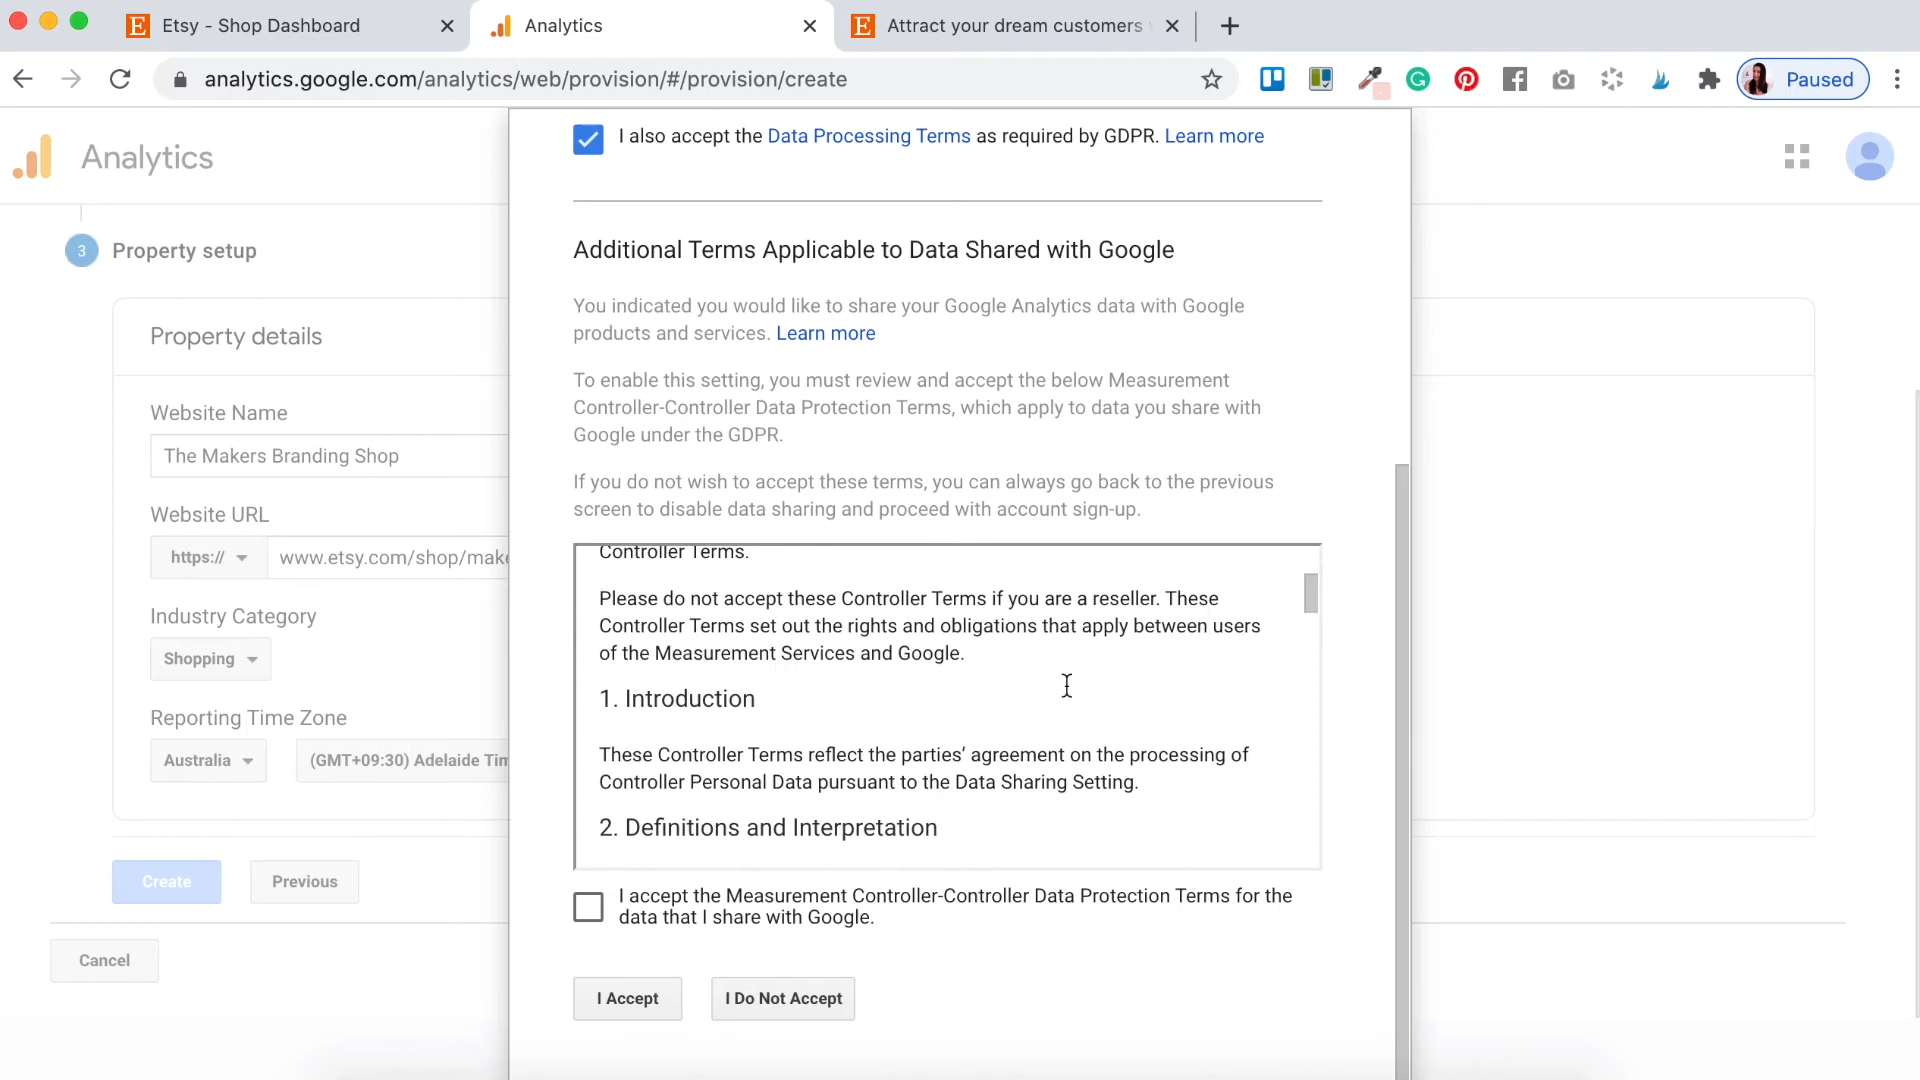 Etsy - Shop Dashboard
Analytics
Attract your dream customers
analytics.google.com/analytics/web/provision/#/provision/create
Paused
Analytics
I also accept the Data Processing Terms as required by GDPR. Learn more
3 Property setup
Additional Terms Applicable to Data Shared with Google
You indicated you would like to share your Google Analytics data with Google
products and services. Learn more
Property details
To enable this setting, you must review and accept the below Measurement
Controller-Controller Data Protection Terms, which apply to data you share with
Google under the GDPR.
Website Name
The Makers Branding Shop
If you do not wish to accept these terms, you can always go back to the previous
screen to disable data sharing and proceed with account sign-up.
Website URL
https://
www.etsy.com/shop/make
Controller Terms.
Please do not accept these Controller Terms if you are a reseller. These
Controller Terms set out the rights and obligations that apply between users
of the Measurement Services and Google.
Industry Category
Shopping
1. Introduction
Reporting Time Zone
Australia
(GMT+09:30) Adelaide Tim
These Controller Terms reflect the parties’ agreement on the processing of
Controller Personal Data pursuant to the Data Sharing Setting.
2. Definitions and Interpretation
Create
Previous
I accept the Measurement Controller-Controller Data Protection Terms for the
data that I share with Google.
Cancel
I Accept
I Do Not Accept